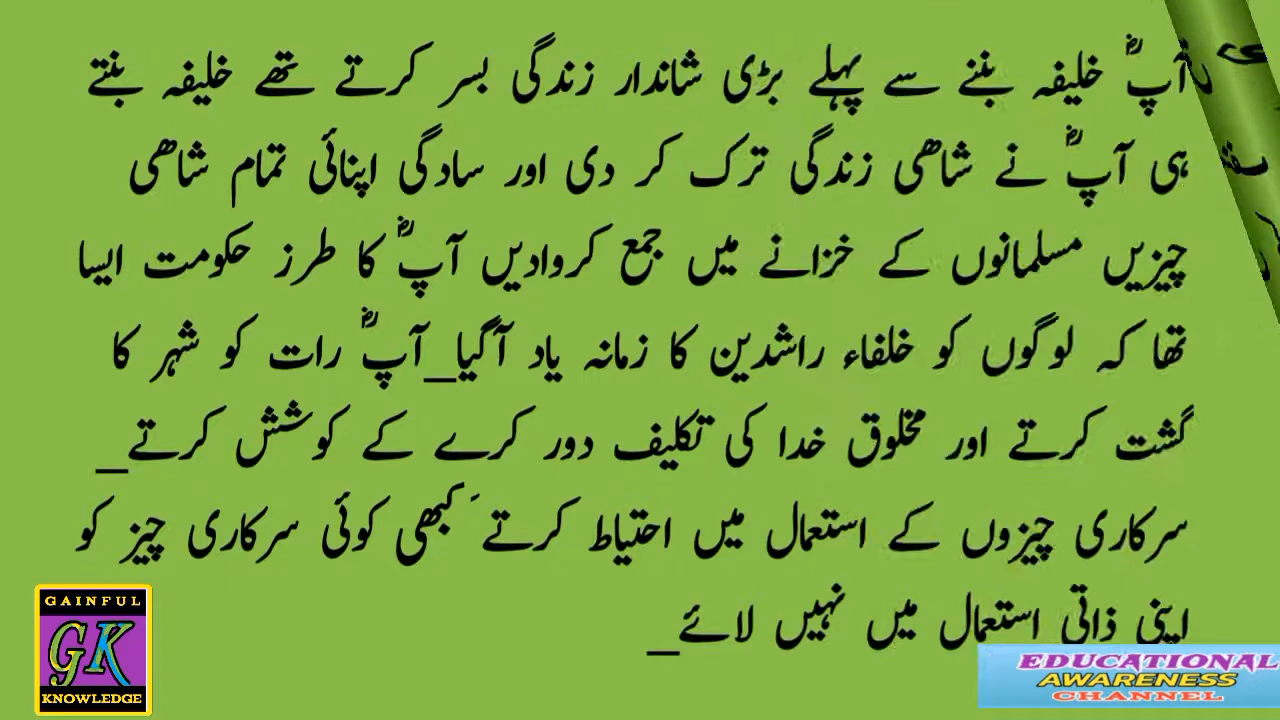 آپؓ خلیفہ بننے سے پہلے بڑی شاندار زندگی بسر کرتے تھے خلیفہ بنتے
ہی آپؓ نے شاھی زندگی ترک کر دی اور سادگی اپنائی تمام شاھی
چیزیں مسلمانوں کے خزانے میں جمع کروادیں آپؓ کا طرز حکومت ایسا
تھا کہ لوگوں کو خلفاء راشدین کا زمانہ یاد آگیا_آپؓ رات کو شہر کا
گشت کرتے اور مخلوق خدا کی تکلیف دور کرے کے کوشش کرتے_
سرکاری چیزوں کے استعمال میں احتیاط کرتے َکبھی کوئی سرکاری چیز کو
اپنی ذاتی استعمال میں نہیں لائے_
GAINFUL
GK
KNOWLEDGE
EDUCATIONAL
AWARENESS
CHANNEL